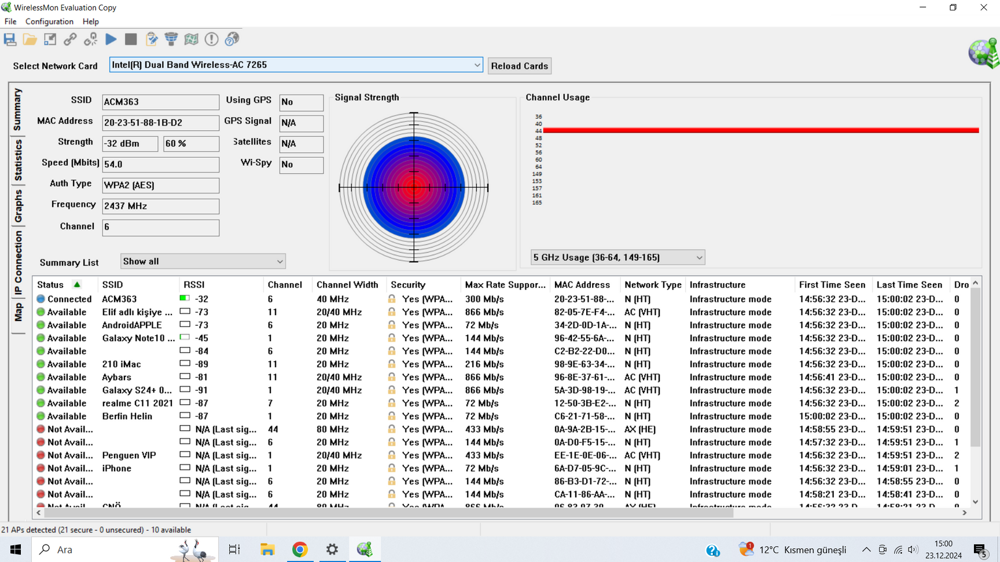 WirelessMon Evaluation Copy
File Configuration Help
Select Network Card Intel(R) Dual Band Wireless-AC 7265 Reload Cards
Summary
Statistics
Graphs
IP Connection
Map
SSID ACM363 Using GPS No
MAC Address 20-23-51-88-1B-D2 GPS Signal N/A
Strength -32 dBm 60 % Satellites N/A
Speed (Mbits) 54.0 Wi-Spy No
Auth Type WPA2 (AES)
Frequency 2437 MHz
Channel 6
Signal Strength
Channel Usage
36
40
44
48
52
56
60
64
149
153
157
161
165
5 GHz Usage (36-64, 149-165)
Summary List Show all
Status SSID RSSI Channel Channel Width Security Max Rate Suppor... MAC Address Network Type Infrastructure First Time Seen Last Time Seen Dro
Connected ACM363 -32 6 40 MHz Yes (WPA... 300 Mb/s 20-23-51-88-... N (HT) Infrastructure mode 14:56:32 23-D... 15:00:02 23-D... 0
Available Elif adlı kişiye ... -73 11 20/40 MHz Yes (WPA... 866 Mb/s 82-05-7E-F4-... AC (VHT) Infrastructure mode 14:56:32 23-D... 15:00:02 23-D... 0
Available AndroidAPPLE -73 6 20 MHz Yes (WPA... 72 Mb/s 34-2D-0D-1A-... N (HT) Infrastructure mode 14:56:32 23-D... 15:00:02 23-D... 0
Available Galaxy Note10 ... -45 1 20 MHz Yes (WPA... 144 Mb/s 96-42-55-6A-... N (HT) Infrastructure mode 14:56:32 23-D... 15:00:02 23-D... 0
Available -84 6 20 MHz Yes (WPA... 144 Mb/s C2-B2-22-D0... N (HT) Infrastructure mode 14:56:32 23-D... 15:00:02 23-D... 0
Available 210 iMac -89 11 20 MHz Yes (WPA... 216 Mb/s 98-9E-63-34-... N (HT) Infrastructure mode 14:56:32 23-D... 15:00:02 23-D... 0
Available Aybars -81 11 20/40 MHz Yes (WPA... 866 Mb/s 96-8E-37-61-... AC (VHT) Infrastructure mode 14:56:41 23-D... 15:00:02 23-D... 0
Available Galaxy S24+ 0... -91 1 20/40 MHz Yes (WPA... 866 Mb/s 5A-3D-98-19-... AC (VHT) Infrastructure mode 14:56:32 23-D... 15:00:02 23-D... 1
Available realme C11 2021 -87 7 20 MHz Yes (WPA... 72 Mb/s 12-50-3B-E2-... N (HT) Infrastructure mode 14:56:32 23-D... 15:00:02 23-D... 2
Available Berfin Helin -87 1 20 MHz Yes (WPA... 72 Mb/s C6-21-71-58-... N (HT) Infrastructure mode 15:00:02 23-D... 15:00:02 23-D... 0
Not Avail... N/A (Last sig... 44 80 MHz Yes (WPA... 433 Mb/s 0A-9A-2B-15-... AX (HE) Infrastructure mode 14:58:55 23-D... 14:59:51 23-D... 0
Not Avail... N/A (Last sig... 6 20 MHz Yes (WPA... 144 Mb/s 0A-D0-F5-15-... N (HT) Infrastructure mode 14:57:32 23-D... 14:59:51 23-D... 1
Not Avail... Penguen VIP N/A (Last sig... 1 20/40 MHz Yes (WPA... 433 Mb/s EE-1E-0E-06-... AC (VHT) Infrastructure mode 14:56:32 23-D... 14:59:51 23-D... 2
Not Avail... iPhone N/A (Last sig... 1 20 MHz Yes (WPA... 72 Mb/s 6A-D7-05-9C-... N (HT) Infrastructure mode 14:56:32 23-D... 14:59:01 23-D... 1
Not Avail... N/A (Last sig... 6 20 MHz Yes (WPA... 144 Mb/s 86-B3-D1-72-... N (HT) Infrastructure mode 14:56:32 23-D... 14:58:55 23-D... 0
Not Avail... N/A (Last sig... 6 20 MHz Yes (WPA... 144 Mb/s CA-11-86-AA-... N (HT) Infrastructure mode 14:58:21 23-D... 14:58:41 23-D... 0
21 APs detected (21 secure - 0 unsecured) - 10 available
Ara 1 12°C Kısmen güneşli 15:00
23.12.2024 5